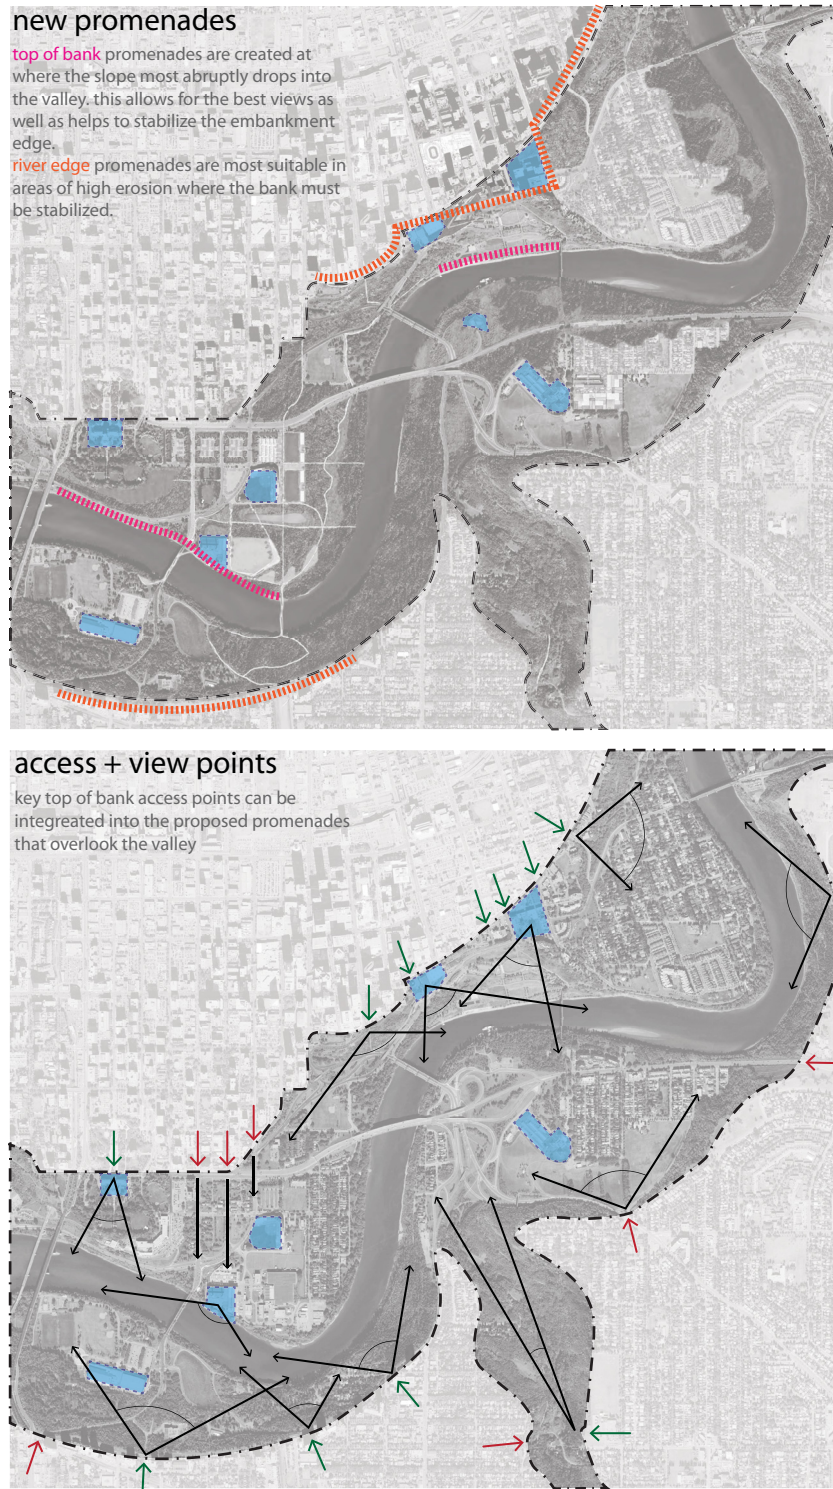 new promenades
top of bank promenades are created at
where the slope most abruptly drops into
the valley. this allows for the best views as
well as helps to stabilize the embankment
edge.
river edge promenades are most suitable in
areas of high erosion where the bank must
be stabilized.
access + view points
key top of bank access points can be
integreated into the proposed promenades
that overlook the valley